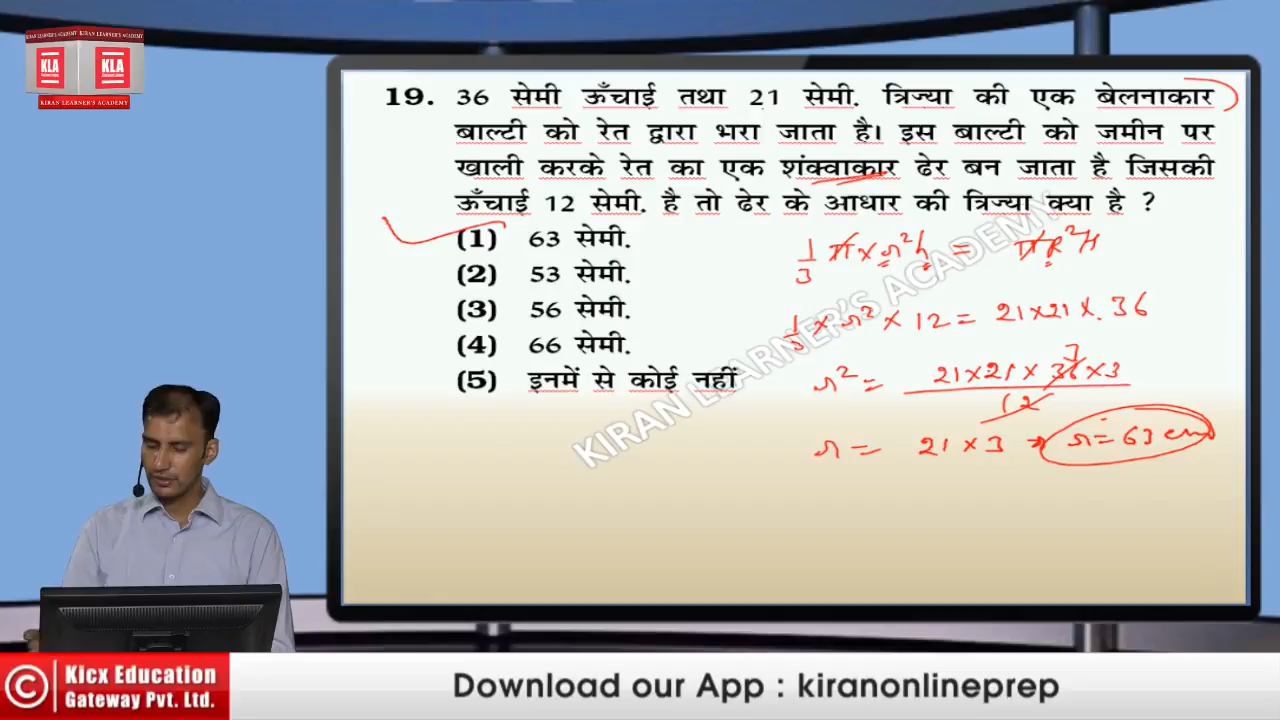 KIRAN LEARNER'S ACADEMY KIRAN LEARNER'S ACADEMY
KLA KLA
KIRAN LEARNER'S ACADEMY
19. 36 सेमी ऊँचाई तथा 21 सेमी. त्रिज्या की एक बेलनाकार
बाल्टी को रेत द्वारा भरा जाता है। इस बाल्टी को जमीन पर
खाली करके रेत का एक शंक्वाकार ढेर बन जाता है जिसकी
ऊँचाई 12 सेमी. है तो ढेर के आधार की त्रिज्या क्या है ?
(1) 63 सेमी.
(2) 53 सेमी.
(3) 56 सेमी.
(4) 66 सेमी.
(5) इनमें से कोई नहीं
1/3 π × r²h = πR²H
1/3 × r² × 12 = 21×21×.36
r² = 21×21×36×3 / 12
3
r = 21×3 → r = 63 cm
KIRAN LEARNER'S ACADEMY
© Kicx Education
Gateway Pvt. Ltd.
Download our App : kiranonlineprep